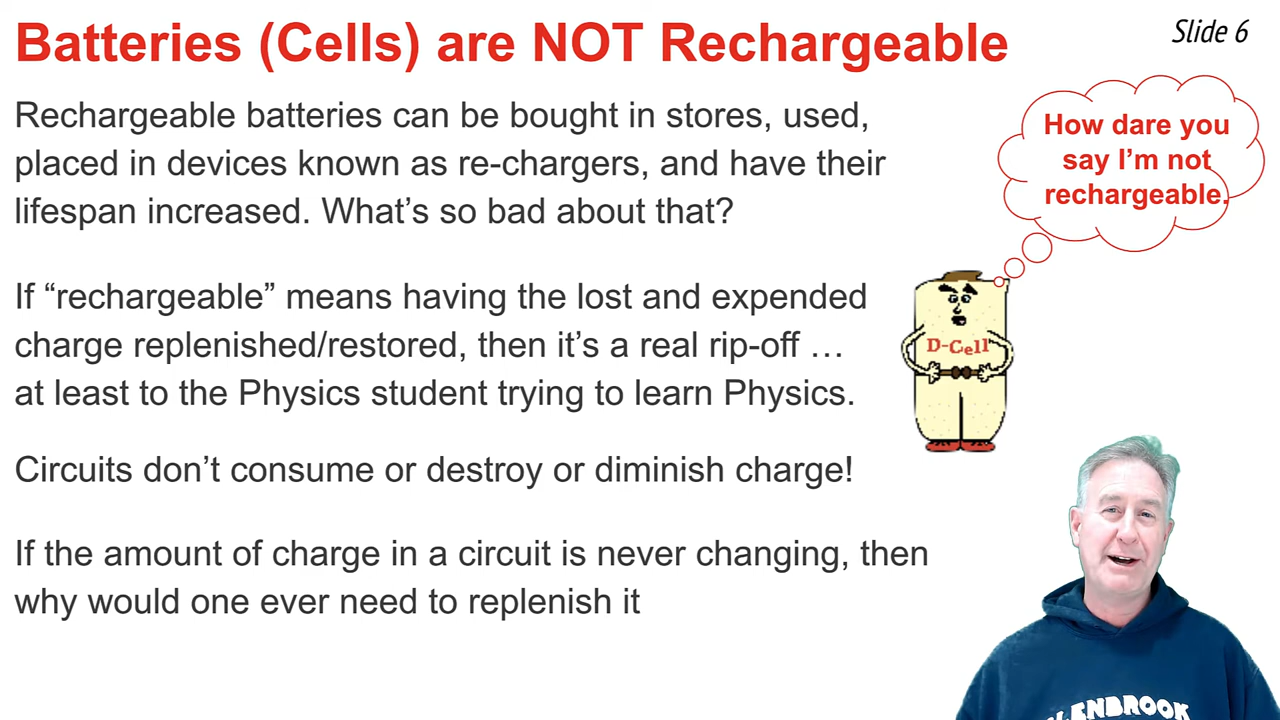 Batteries (Cells) are NOT Rechargeable
Slide 6
Rechargeable batteries can be bought in stores, used,
placed in devices known as re-chargers, and have their
lifespan increased. What’s so bad about that?
How dare you
say I’m not
rechargeable.
If “rechargeable” means having the lost and expended
charge replenished/restored, then it’s a real rip-off …
at least to the Physics student trying to learn Physics.
D-Cell
Circuits don’t consume or destroy or diminish charge!
If the amount of charge in a circuit is never changing, then
why would one ever need to replenish it